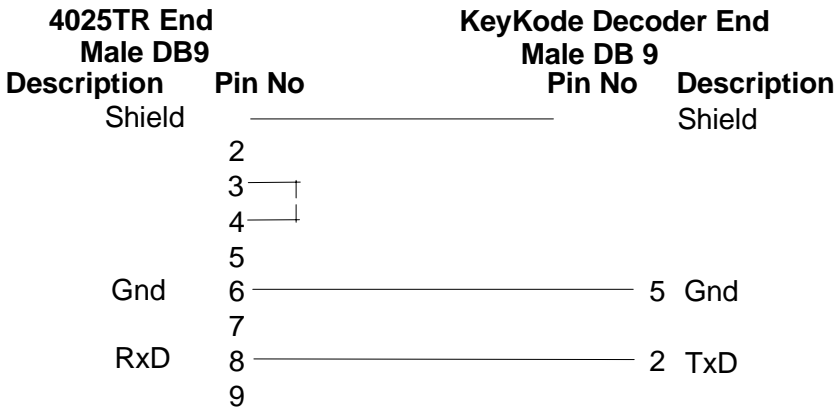 4025TR End KeyKode Decoder End
Male DB9 Male DB 9
Description Pin No Pin No Description
Shield Shield
2
3
4
5
Gnd 6 5 Gnd
7
RxD 8 2 TxD
9